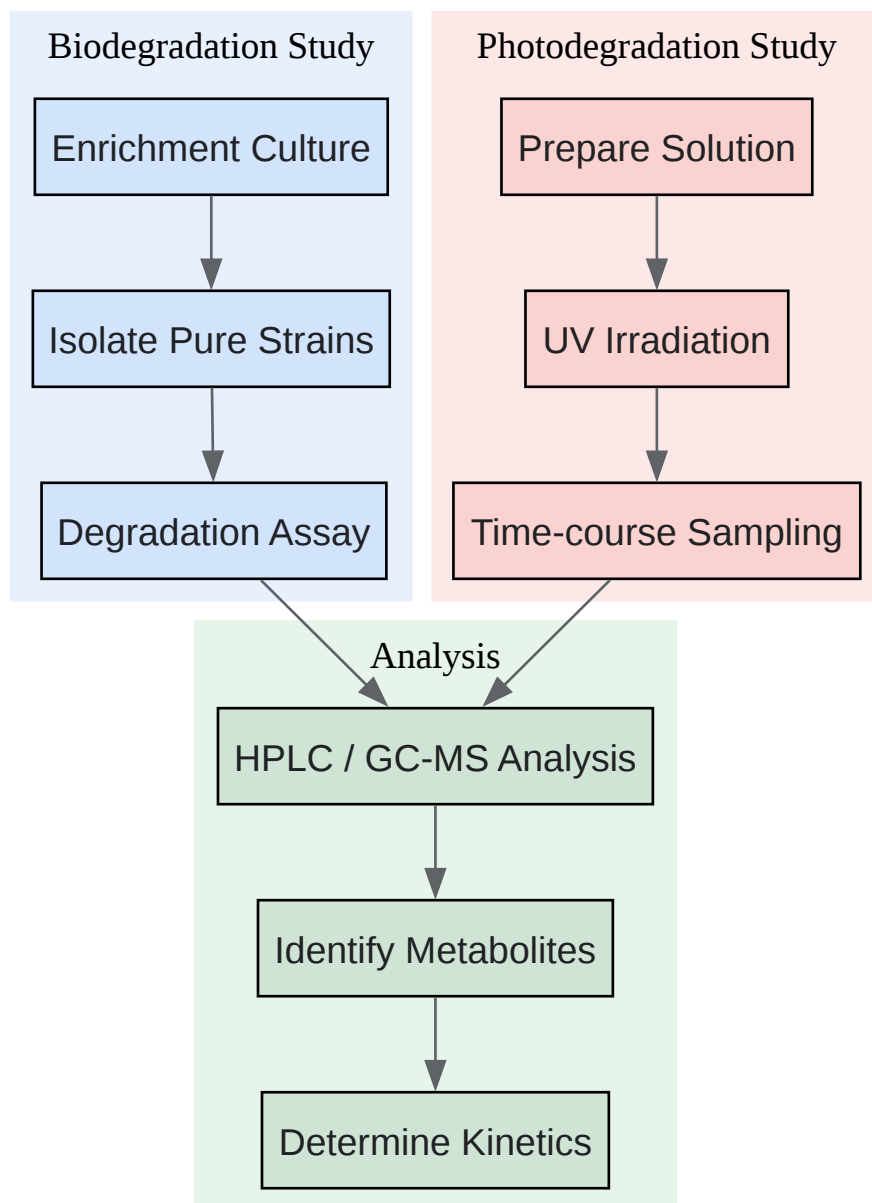 Biodegradation Study
Enrichment Culture
Isolate Pure Strains
Degradation Assay
Photodegradation Study
Prepare Solution
UV Irradiation
Time-course Sampling
Analysis
HPLC / GC-MS Analysis
Identify Metabolites
Determine Kinetics